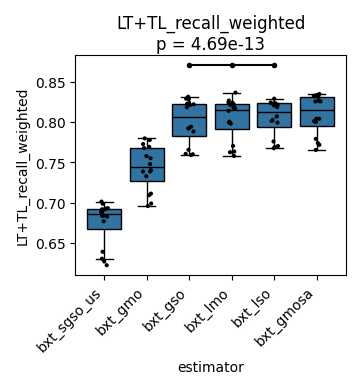 LT+TL_recall_weighted
p = 4.69e-13
LT+TL_recall_weighted
0.85
0.80
0.75
0.70
0.65
bxt_sgso_us
bxt_gmo
bxt_gso
bxt_lmo
bxt_lso
bxt_gmosa
estimator